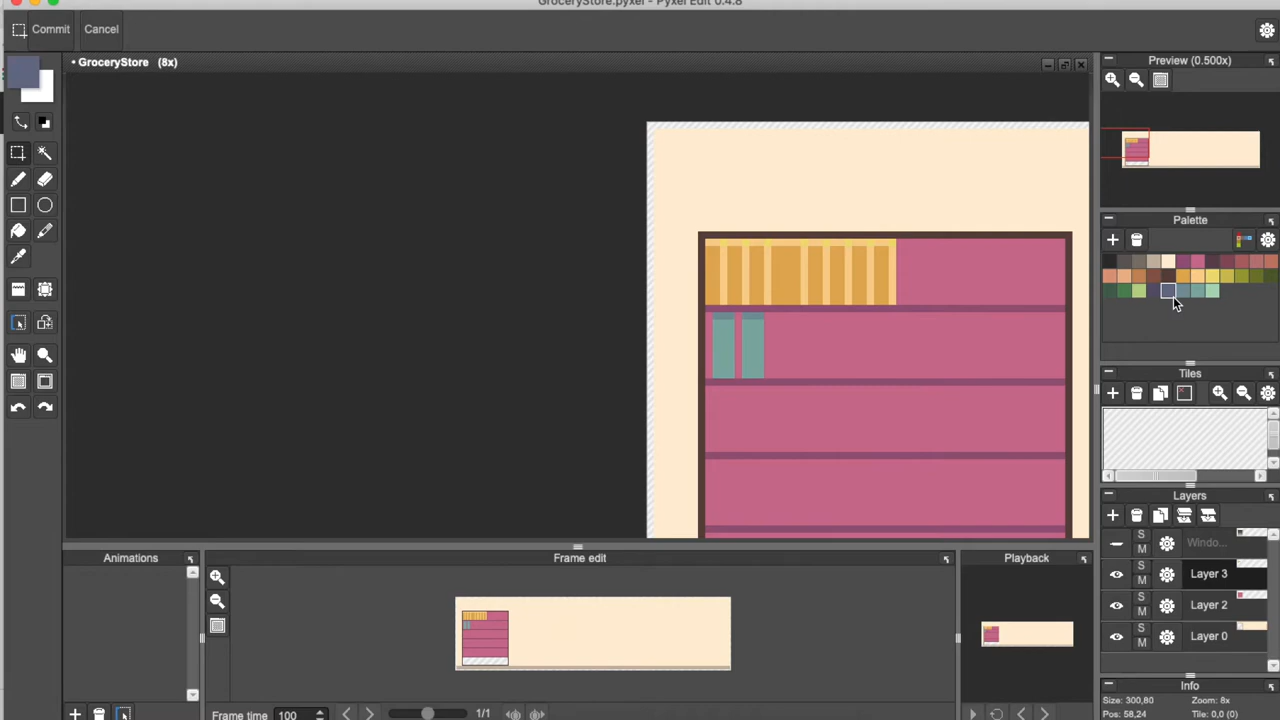 GroceryStore.pyxel - Pyxel Edit 0.4.8
Commit Cancel
• GroceryStore (8x)
Preview (0.500x)
Palette
Tiles
Layers
S
M
Windo...
S
M
Layer 3
S
M
Layer 2
S
M
Layer 0
Info
Size: 300,80 Zoom: 8x
Pos: 58,24 Tile: 0,0 (0)
Animations
Frame edit
Playback
Frame time 100 1/1